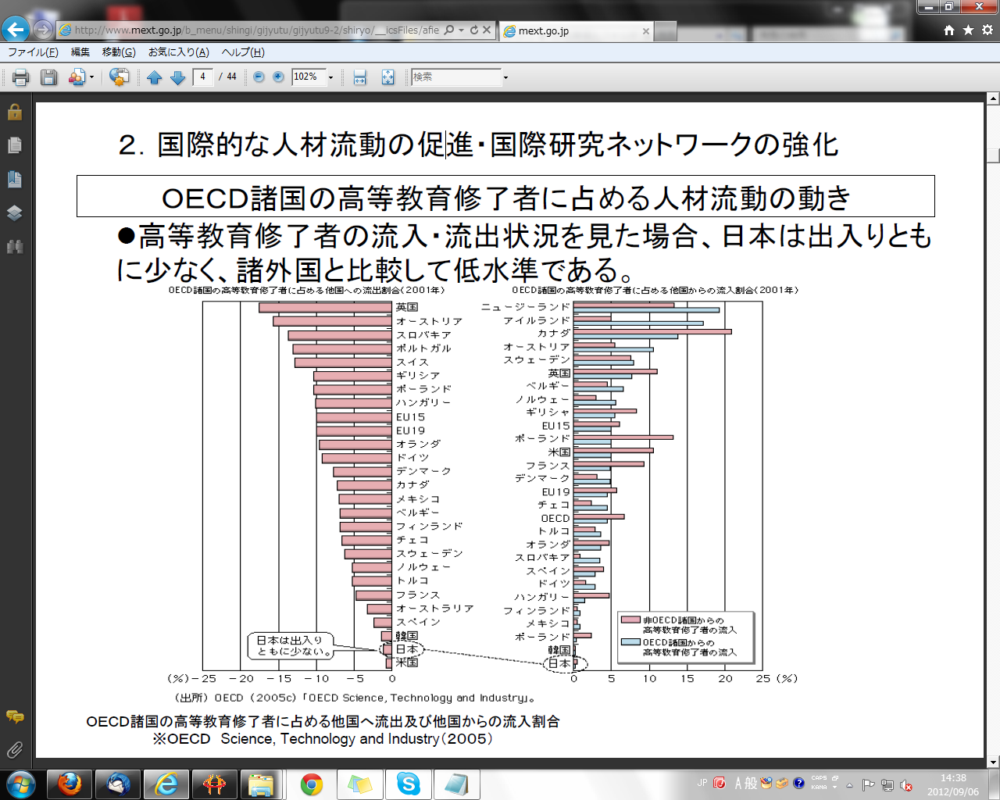 http://www.mext.go.jp/b_menu/shingi/gijyutu/gijyutu9-2/shiryo/__icsFiles/afie
mext.go.jp
ファイル(F) 編集 移動(G) お気に入り(A) ヘルプ(H)
4 / 44 102% 検索
２．国際的な人材流動の促進・国際研究ネットワークの強化
ＯＥＣＤ諸国の高等教育修了者に占める人材流動の動き
●高等教育修了者の流入・流出状況を見た場合、日本は出入りとも
に少なく、諸外国と比較して低水準である。
OECD諸国の高等教育修了者に占める他国への流出割合(2001年)
英国
オーストリア
スロバキア
ポルトガル
スイス
ギリシア
ポーランド
ハンガリー
EU15
EU19
オランダ
ドイツ
デンマーク
カナダ
メキシコ
ベルギー
フィンランド
チェコ
スウェーデン
ノルウェー
トルコ
フランス
オーストラリア
スペイン
韓国
日本
米国
日本は出入り
ともに少ない。
(%) -25 -20 -15 -10 -5 0
OECD諸国の高等教育修了者に占める他国からの流入割合(2001年)
ニュージーランド
アイルランド
カナダ
オーストリア
スウェーデン
英国
ベルギー
ノルウェー
ギリシャ
EU15
ポーランド
米国
フランス
デンマーク
EU19
チェコ
OECD
トルコ
オランダ
スロバキア
スペイン
ドイツ
ハンガリー
フィンランド
メキシコ
ポーランド
韓国
日本
非OECD諸国からの
高等教育修了者の流入
OECD諸国からの
高等教育修了者の流入
0 5 10 15 20 25 (%)
(出所) OECD (2005c)「OECD Science, Technology and Industry」。
OECD諸国の高等教育修了者に占める他国へ流出及び他国からの流入割合
※OECD Science, Technology and Industry(2005)
JP A 般 CAPS KANA
14:38
2012/09/06